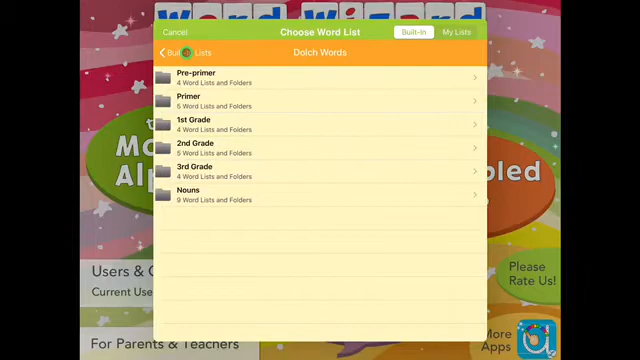 Word Wizard
Cancel
Choose Word List
Built-In
My Lists
Lists
Dolch Words
Pre-primer
4 Word Lists and Folders
Primer
5 Word Lists and Folders
1st Grade
4 Word Lists and Folders
2nd Grade
5 Word Lists and Folders
3rd Grade
4 Word Lists and Folders
Nouns
9 Word Lists and Folders
Users &
Current
For Parents & Teachers
Please
Rate Us!
More
Apps